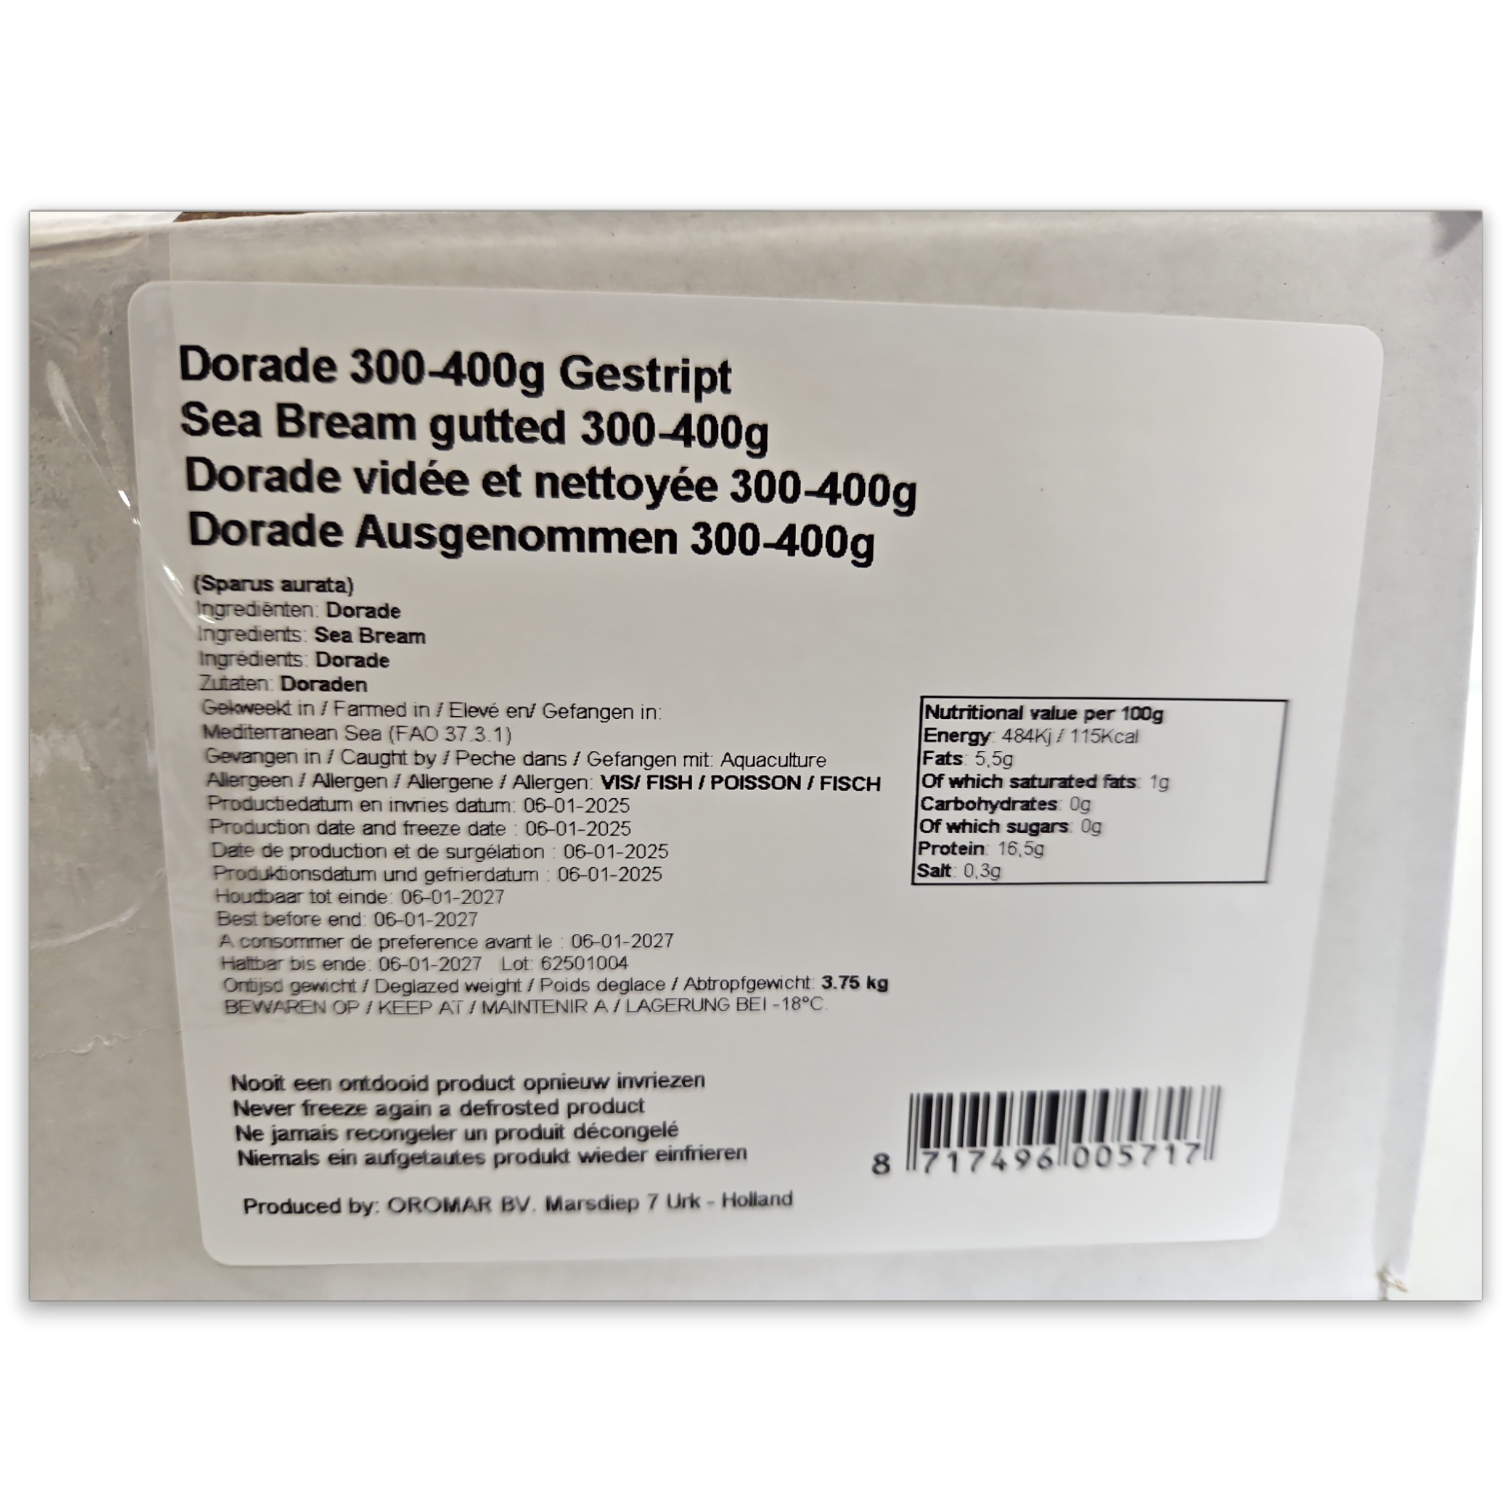 Dorade 300-400g Gestript
Sea Bream gutted 300-400g
Dorade vidée et nettoyée 300-400g
Dorade Ausgenommen 300-400g
(Sparus aurata)
Ingrediënten: Dorade
Ingredients: Sea Bream
Ingrédients: Dorade
Zutaten: Doraden
Gekweekt in / Farmed in / Elevé en/ Gefangen in:
Mediterranean Sea (FAO 37.3.1)
Gevangen in / Caught by / Peche dans / Gefangen mit: Aquaculture
Allergeen / Allergen / Allergene / Allergen: VIS/ FISH / POISSON / FISCH
Productiedatum en invries datum: 06-01-2025
Production date and freeze date : 06-01-2025
Date de production et de surgélation : 06-01-2025
Produktionsdatum und gefrierdatum : 06-01-2025
Houdbaar tot einde: 06-01-2027
Best before end: 06-01-2027
A consommer de preference avant le : 06-01-2027
Haltbar bis ende: 06-01-2027 Lot: 62501004
Ontijsd gewicht / Deglazed weight / Poids deglace / Abtropfgewicht: 3.75 kg
BEWAREN OP / KEEP AT / MAINTENIR A / LAGERUNG BEI -18°C.
Nutritional value per 100g
Energy: 484Kj / 115Kcal
Fats: 5,5g
Of which saturated fats: 1g
Carbohydrates: 0g
Of which sugars: 0g
Protein: 16,5g
Salt: 0,3g
Nooit een ontdooid product opnieuw invriezen
Never freeze again a defrosted product
Ne jamais recongeler un produit décongelé
Niemals ein aufgetautes produkt wieder einfrieren
8 717496 005717
Produced by: OROMAR BV. Marsdiep 7 Urk - Holland